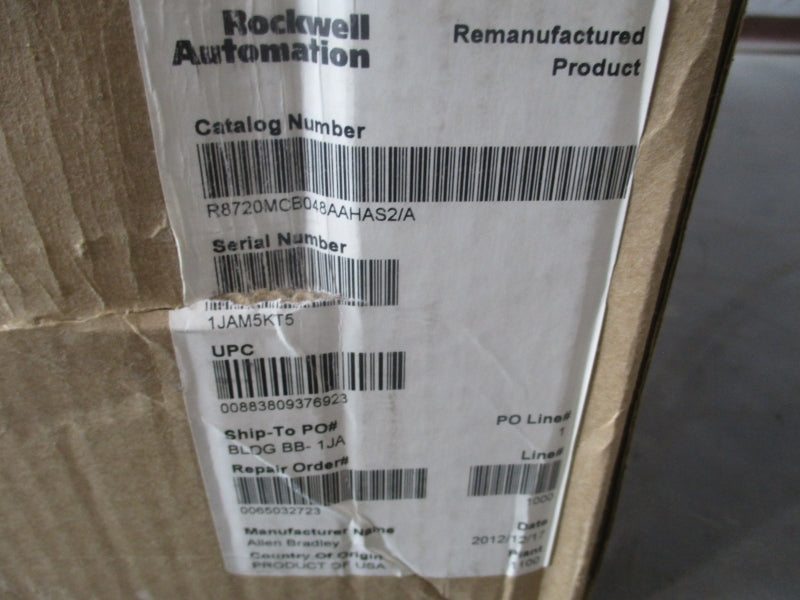 Rockwell
Automation
Remanufactured
Product
Catalog Number
R8720MCB048AAHAS2/A
Serial Number
1JAM5KT5
UPC
00883809376923
Ship-To PO#
BLDG BB- 1JA
PO Line#
1
Repair Order#
0065032723
Line#
1000
Manufacturer Name
Allen Bradley
Date
2012/12/17
Country Of Origin
PRODUCT OF USA
Plant
1100